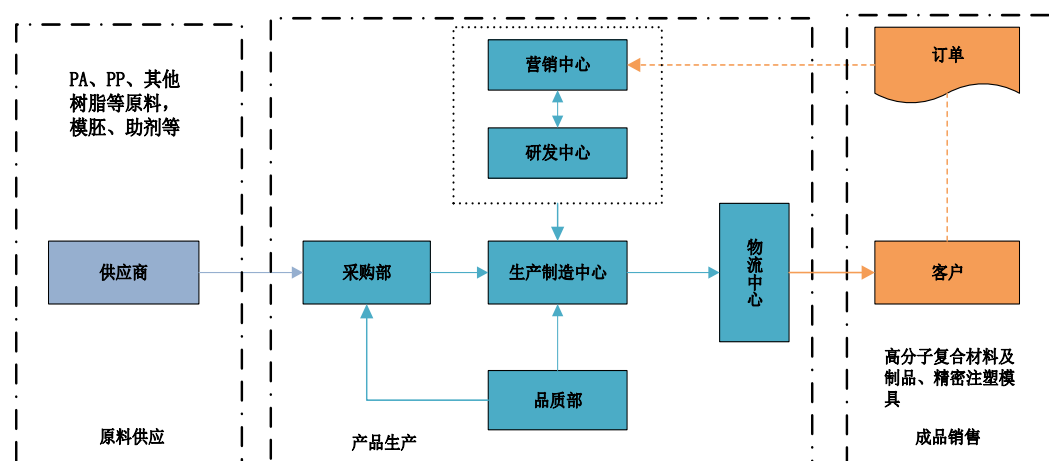 PA、PP、其他
树脂等原料，
模胚、助剂等
供应商
原料供应
营销中心
研发中心
采购部
生产制造中心
物流中心
品质部
产品生产
订单
客户
高分子复合材料及
制品、精密注塑模
具
成品销售